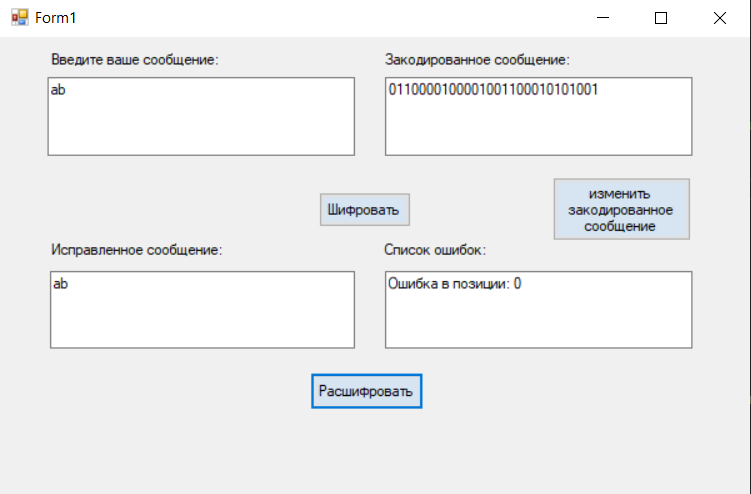 Form1
Введите ваше сообщение:
Закодированное сообщение:
ab
0110000100001001100010101001
Шифровать
изменить
закодированное
сообщение
Исправленное сообщение:
Список ошибок:
ab
Ошибка в позиции: 0
Расшифровать